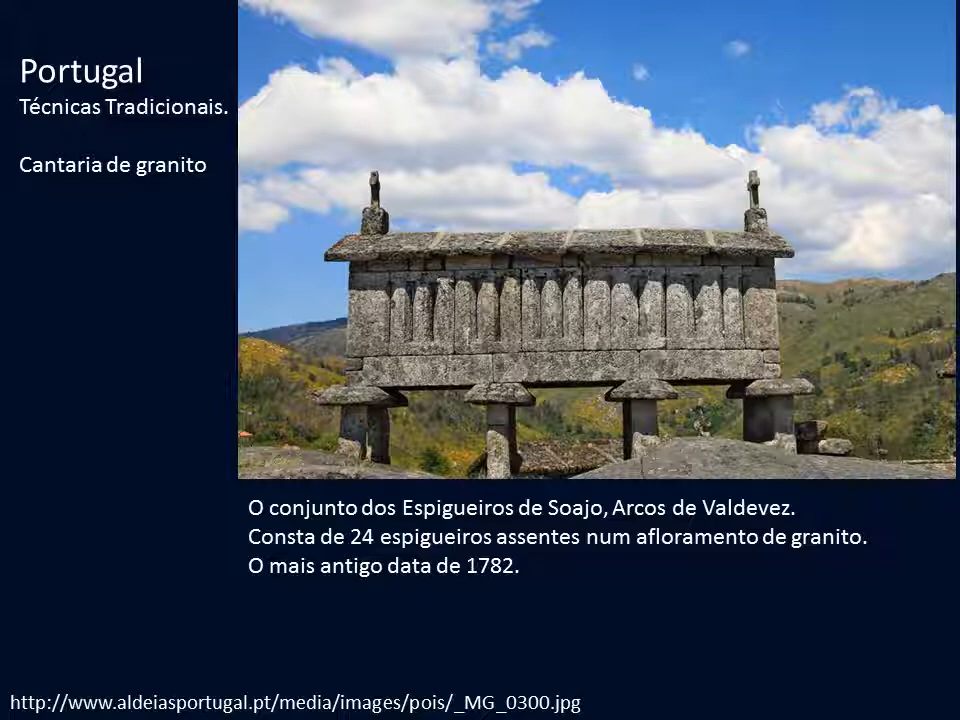 Portugal
Técnicas Tradicionais.
Cantaria de granito
O conjunto dos Espigueiros de Soajo, Arcos de Valdevez.
Consta de 24 espigueiros assentes num afloramento de granito.
O mais antigo data de 1782.
http://www.aldeiasportugal.pt/media/images/pois/_MG_0300.jpg